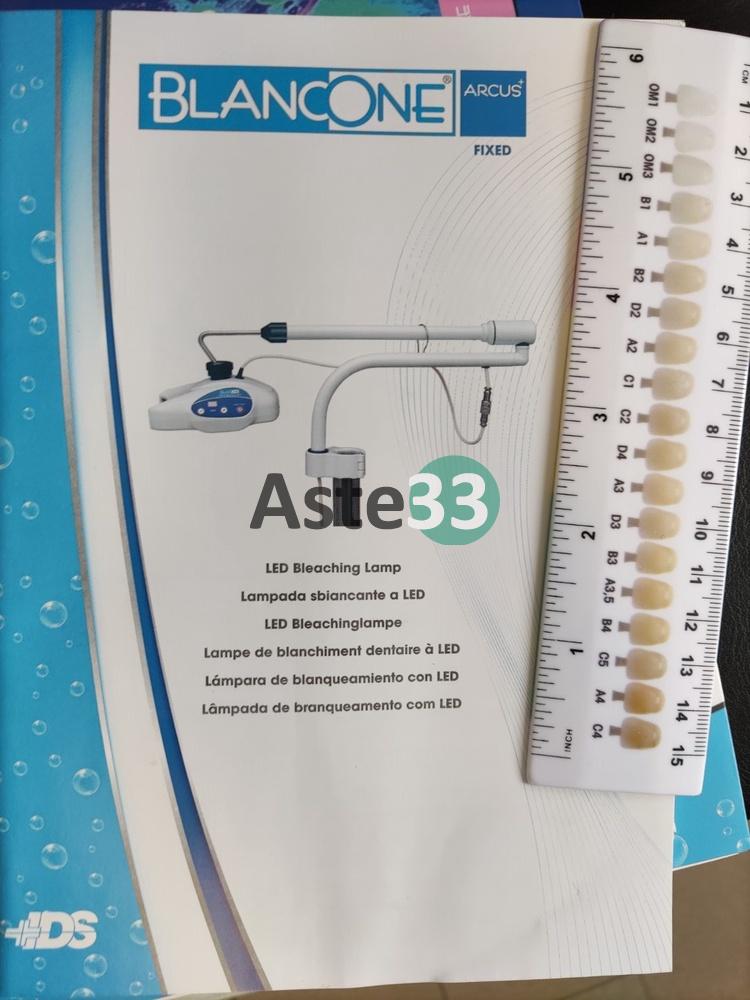 BLANCONE®
ARCUS+
FIXED
Aste33
LED Bleaching Lamp
Lampada sbiancante a LED
LED Bleachinglampe
Lampe de blanchiment dentaire à LED
Lámpara de blanqueamiento con LED
Lâmpada de branqueamento com LED
IDS
CM
1
2
3
4
5
6
7
8
9
10
11
12
13
14
15
OM1
OM2
OM3
B1
A1
B2
D2
A2
C1
C2
D4
A3
D3
B3
A3,5
B4
C5
A4
C4
6
5
4
3
2
1
INCH